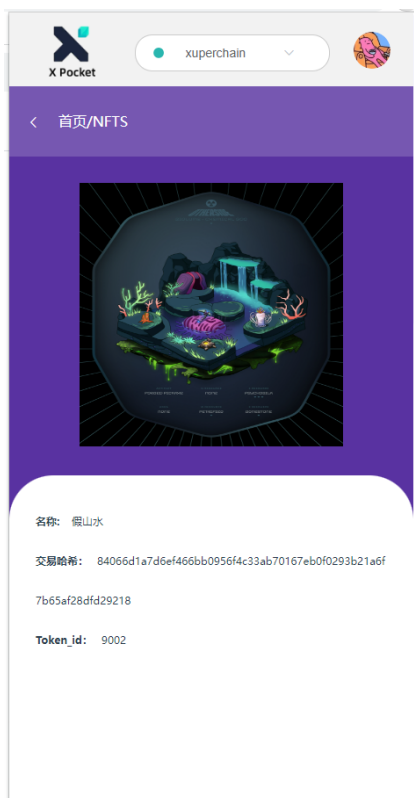 X Pocket
xuperchain
首页/NFTS
名称: 假山水
交易哈希: 84066d1a7d6ef466bb0956f4c33ab70167eb0f0293b21a6f
7b65af28dfd29218
Token_id: 9002